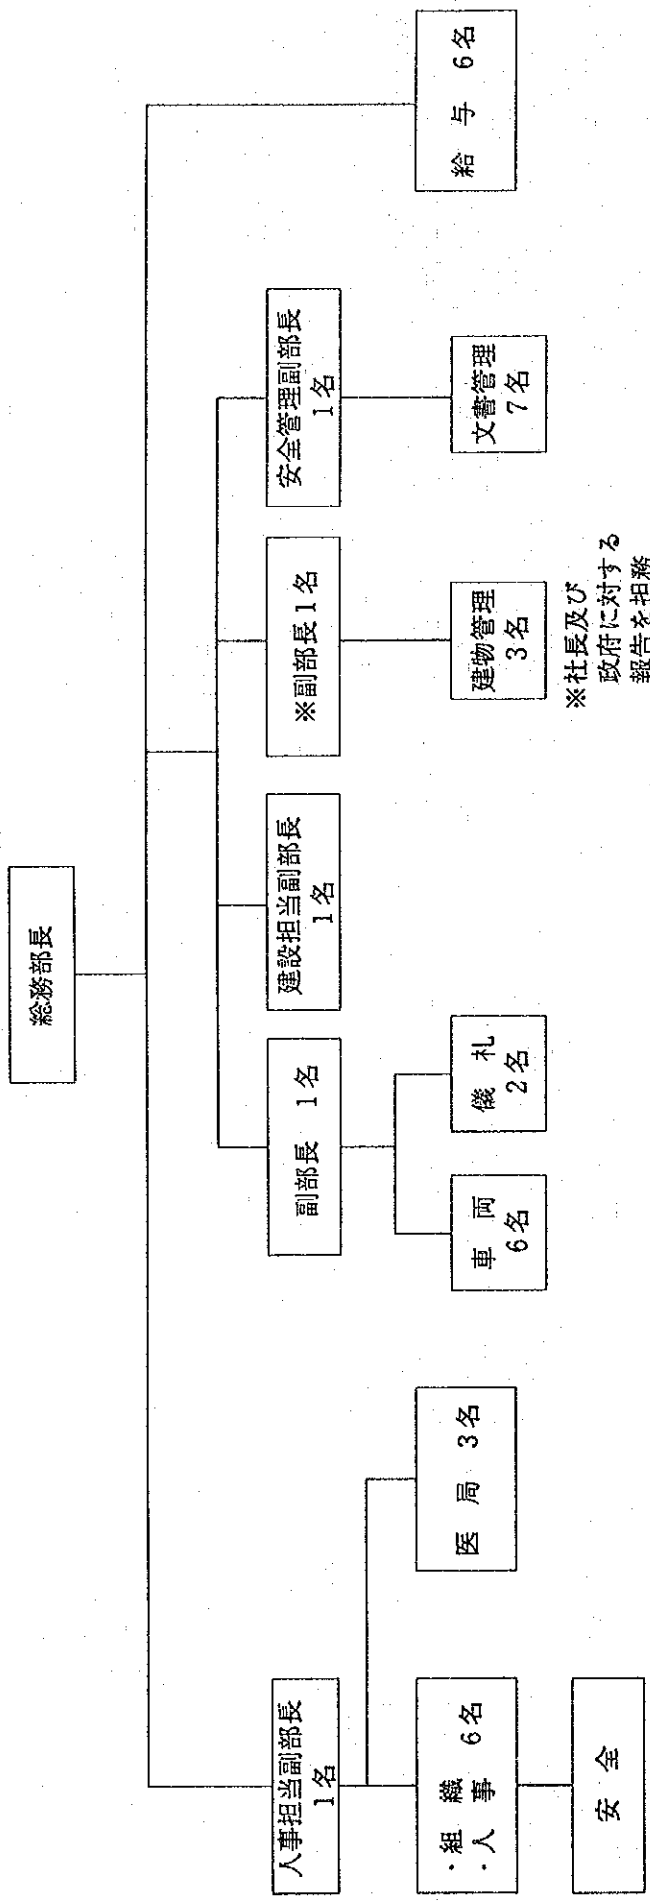 総務部長
人事担当副部長
1名
副部長 1名
建設担当副部長
1名
※副部長1名
安全管理副部長
1名
・組織
・人事 6名
医局 3名
車両
6名
儀礼
2名
建物管理
3名
文書管理
7名
給与 6名
安全
※社長及び
政府に対する
報告を担務